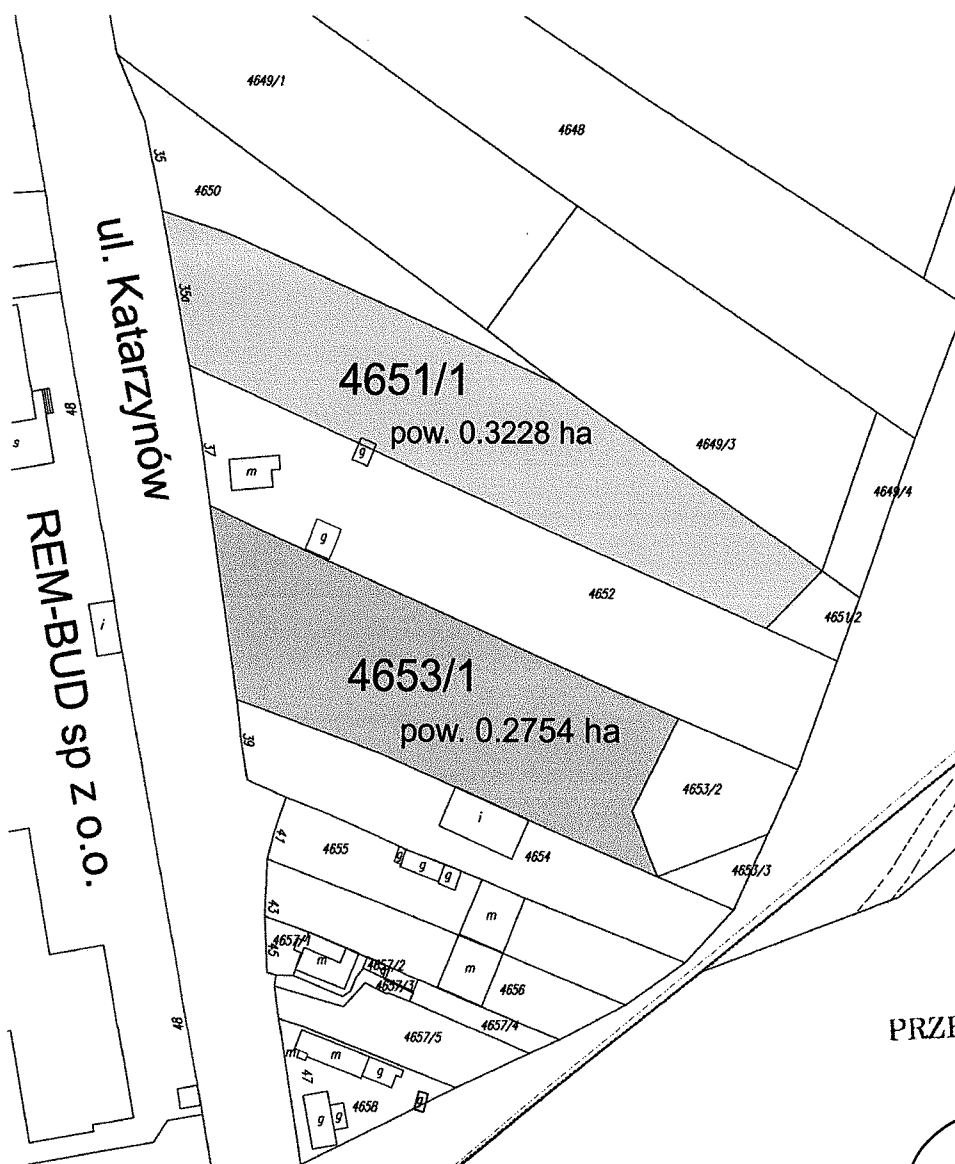 4649/1
4648
35
4650
ul. Katarzynów
35a
4651/1
pow. 0.3228 ha
4649/3
48
s
37
m
g
4649/4
g
4652
4651/2
REM-BUD sp z o.o.
i
4653/1
pow. 0.2754 ha
39
4653/2
i
4654
4653/3
41
4655
g
g
g
43
m
4657/1
45
m
4657/2
4657/3
m
4656
4657/4
4657/5
48
m
m
g
47
4658
g
g
g